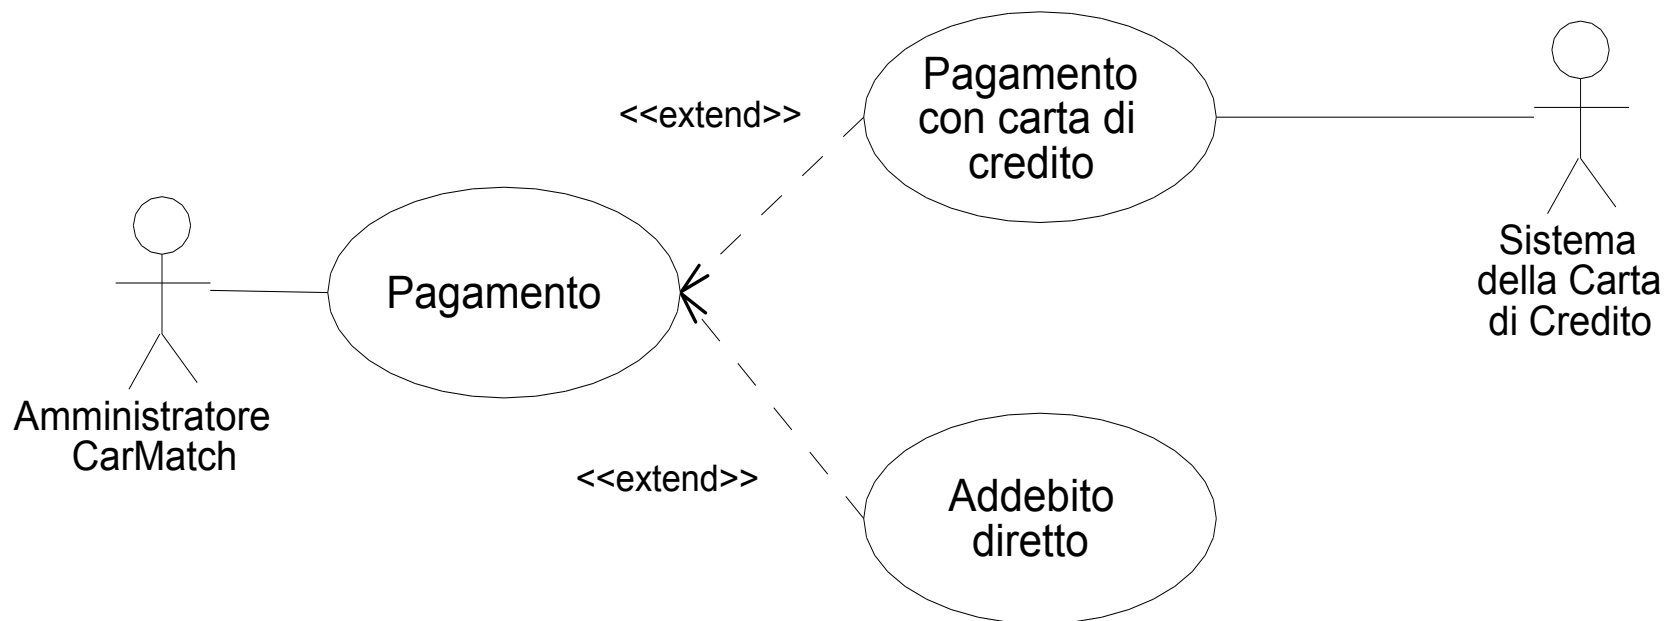 <<extend>>
Pagamento
con carta di
credito
Sistema
della Carta
di Credito
Pagamento
Amministratore
CarMatch
<<extend>>
Addebito
diretto